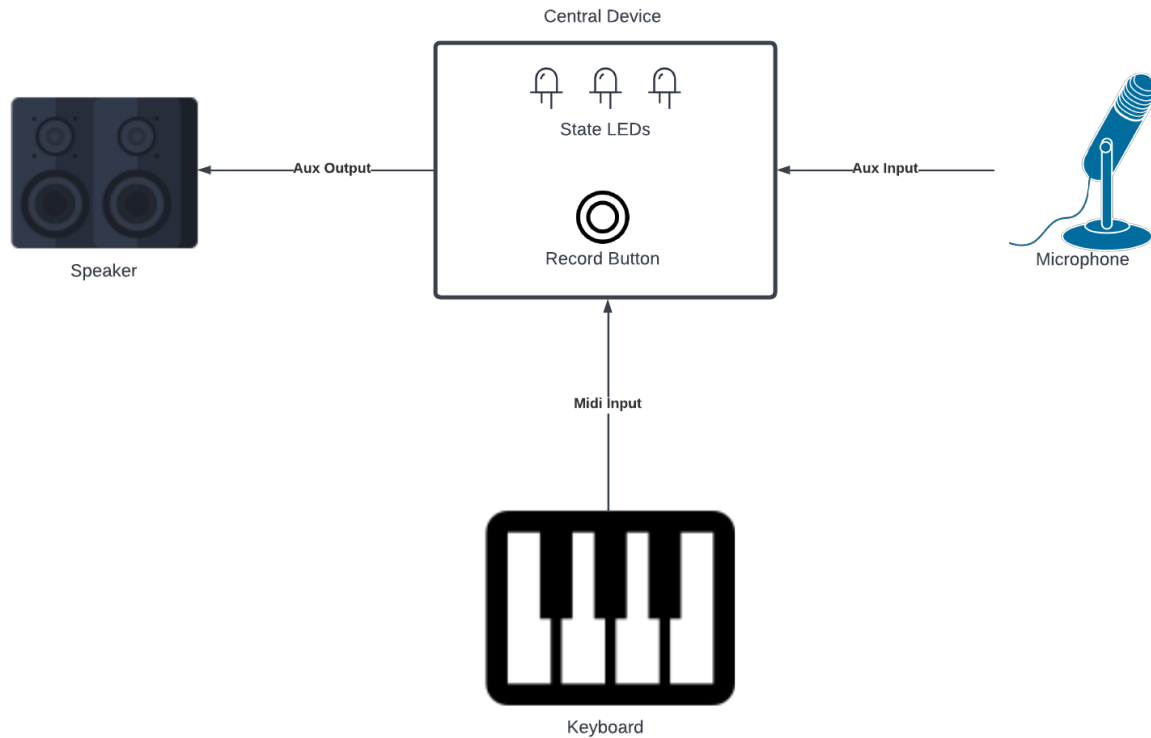 Central Device
State LEDs
Aux Output
Aux Input
Record Button
Microphone
Speaker
Midi Input
Keyboard